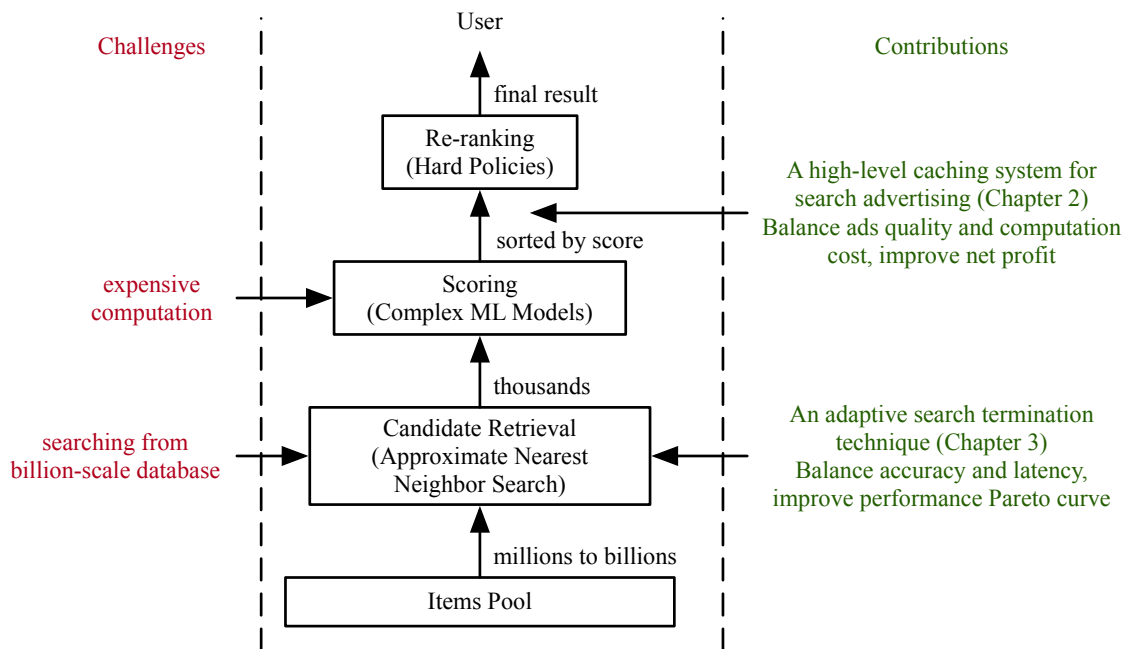 User
Challenges
Contributions
final result
Re-ranking
(Hard Policies)
A high-level caching system for
search advertising (Chapter 2)
Balance ads quality and computation
cost, improve net profit
sorted by score
expensive
computation
Scoring
(Complex ML Models)
thousands
searching from
billion-scale database
Candidate Retrieval
(Approximate Nearest
Neighbor Search)
An adaptive search termination
technique (Chapter 3)
Balance accuracy and latency,
improve performance Pareto curve
millions to billions
Items Pool